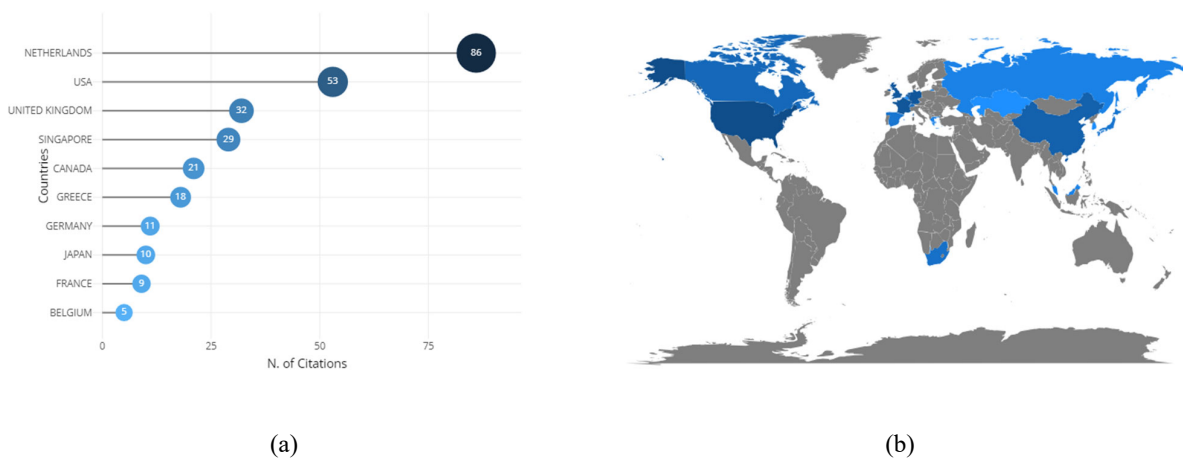 NETHERLANDS 86
USA 53
UNITED KINGDOM 32
SINGAPORE 29
CANADA 21
GREECE 18
GERMANY 11
JAPAN 10
FRANCE 9
BELGIUM 5
Countries
0 25 50 75
N. of Citations
(a) (b)